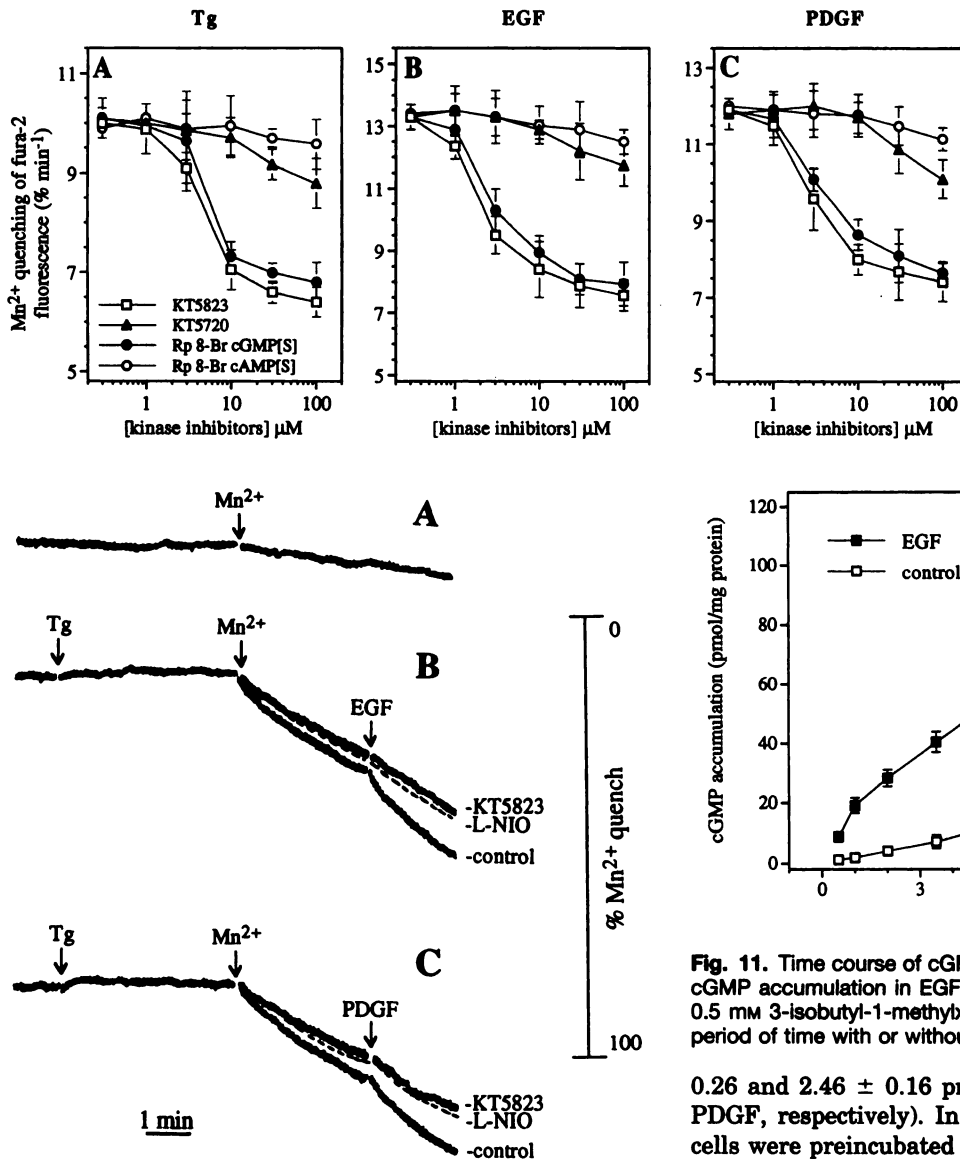 Tg
EGF
PDGF
A
B
C
Mn²⁺ quenching of fura-2
fluorescence (% min⁻¹)
11
9
7
5
15
13
11
9
7
5
13
11
9
7
5
KT5823
KT5720
Rp 8-Br cGMP[S]
Rp 8-Br cAMP[S]
1 10 100
1 10 100
1 10 100
[kinase inhibitors] μM
[kinase inhibitors] μM
[kinase inhibitors] μM
Mn²⁺
A
Tg
Mn²⁺
B
EGF
-KT5823
-L-NIO
-control
Tg
Mn²⁺
C
PDGF
-KT5823
-L-NIO
-control
1 min
0
% Mn²⁺ quench
100
cGMP accumulation (pmol/mg protein)
120
100
80
60
40
20
0
EGF
control
0 3
Fig. 11. Time course of cGM
cGMP accumulation in EGF
0.5 mM 3-isobutyl-1-methylx
period of time with or without
0.26 and 2.46 ± 0.16 pr
PDGF, respectively). In
cells were preincubated